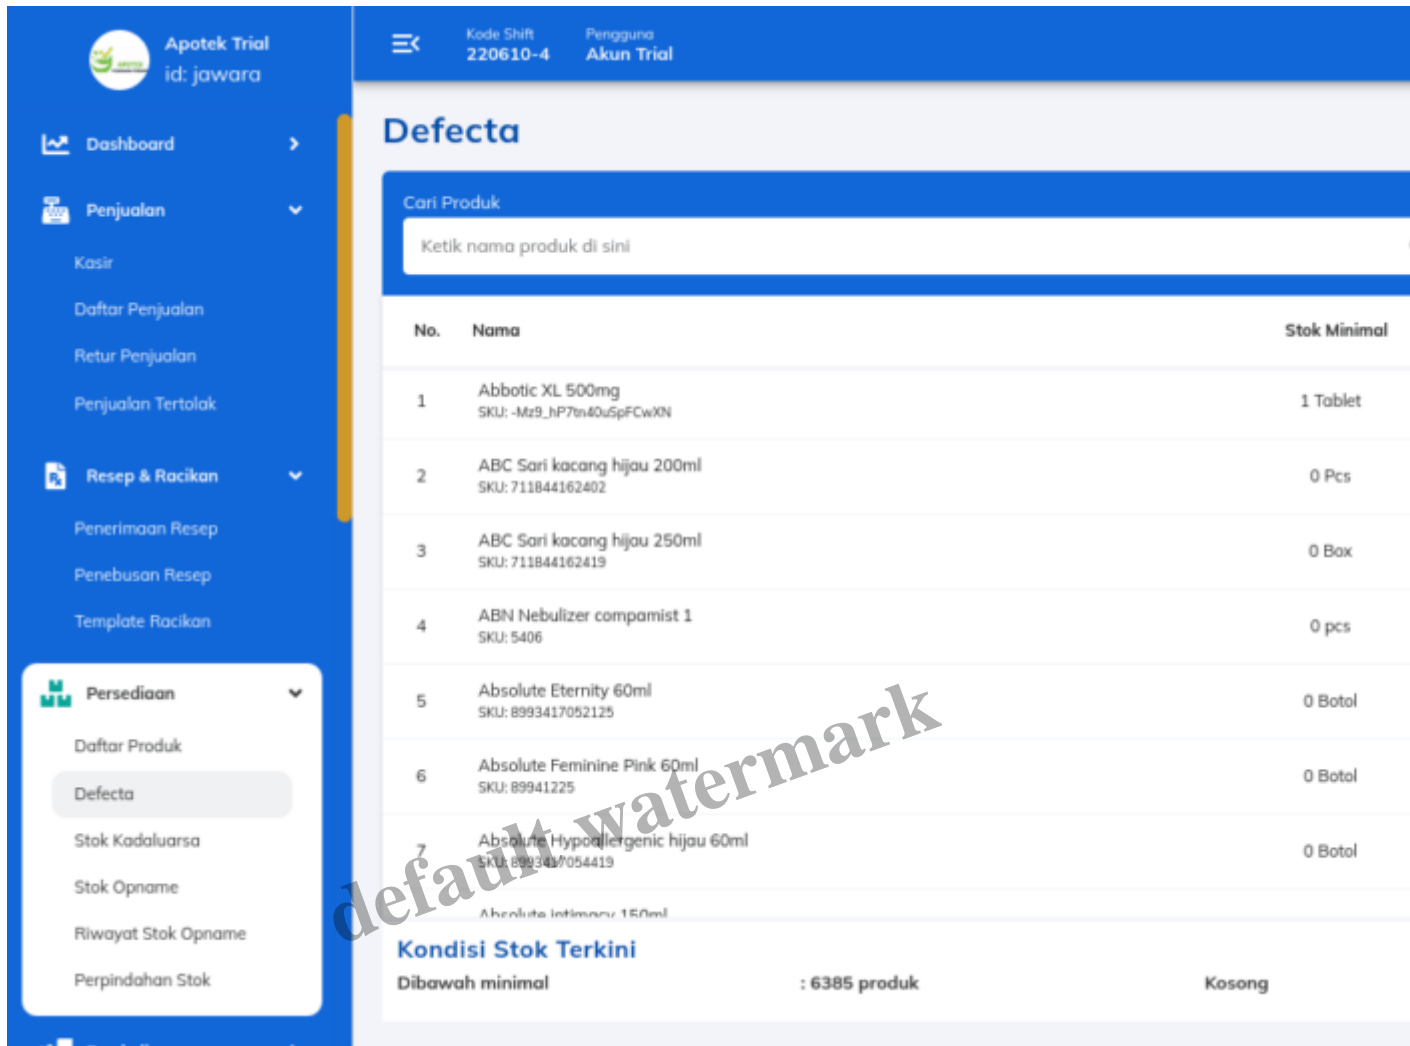 Apotek Trial
id: jawara
Kode Shift
220610-4
Pengguna
Akun Trial
Dashboard
Penjualan
Kasir
Daftar Penjualan
Retur Penjualan
Penjualan Tertolak
Resep & Racikan
Penerimaan Resep
Penebusan Resep
Template Racikan
Persediaan
Daftar Produk
Defecta
Stok Kadaluarsa
Stok Opname
Riwayat Stok Opname
Perpindahan Stok
Defecta
Cari Produk
Ketik nama produk di sini
No. Nama Stok Minimal
1 Abbotic XL 500mg 1 Tablet
SKU: -Mz9_hP7tn40uSpFCwXN
2 ABC Sari kacang hijau 200ml 0 Pcs
SKU: 711844162402
3 ABC Sari kacang hijau 250ml 0 Box
SKU: 711844162419
4 ABN Nebulizer compamist 1 0 pcs
SKU: 5406
5 Absolute Eternity 60ml 0 Botol
SKU: 8993417052125
6 Absolute Feminine Pink 60ml 0 Botol
SKU: 89941225
7 Absolute Hypoallergenic hijau 60ml 0 Botol
SKU: 8993417054419
Absolute intimacy 150ml
Kondisi Stok Terkini
Dibawah minimal : 6385 produk Kosong
default watermark